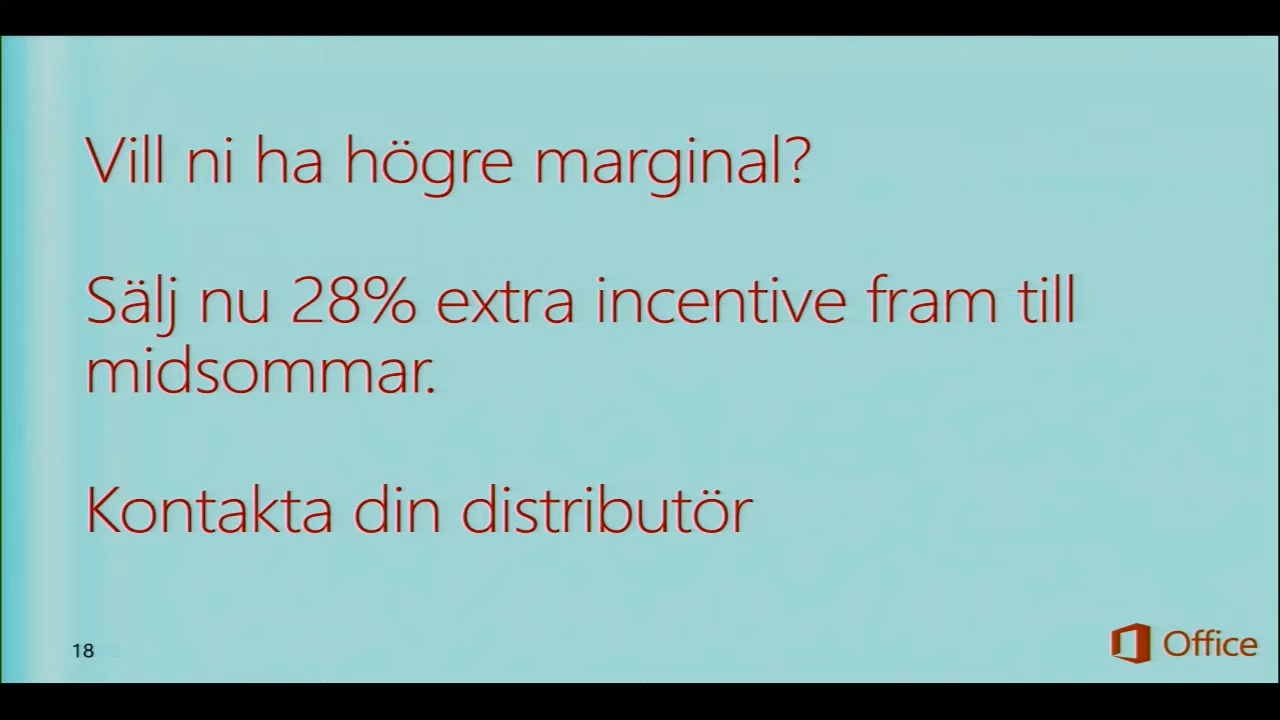 Vill ni ha högre marginal?
Sälj nu 28% extra incentive fram till
midsommar.
Kontakta din distributör
18
Office